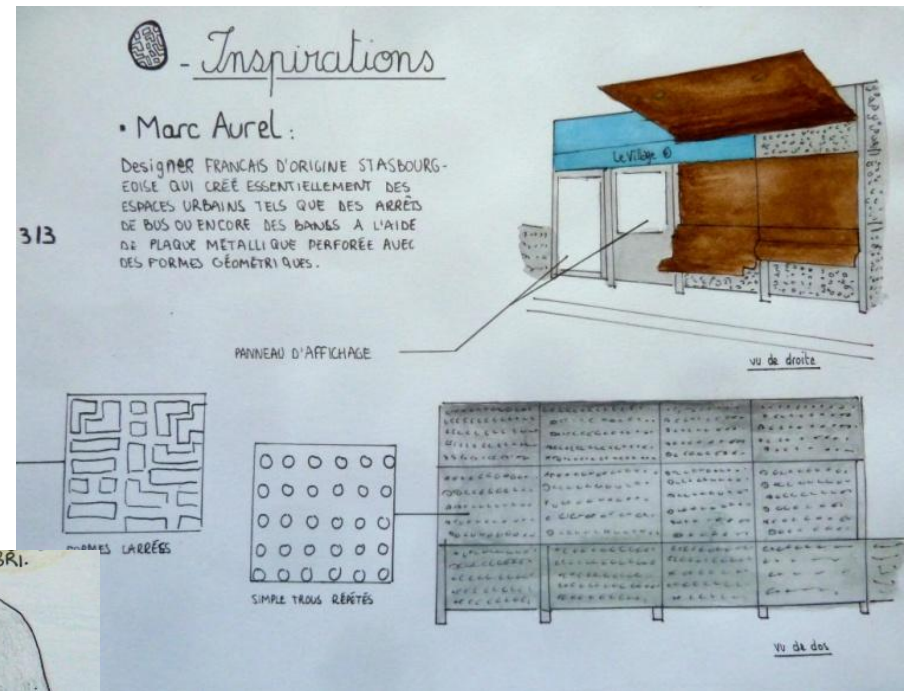 - Inspirations
• Marc Aurel :
Designer FRANCAIS D'ORIGINE STASBOURG-
EOISE QUI CRÉÉ ESSENTIELLEMENT DES
ESPACES URBAINS TELS QUE DES ARRÊTS
DE BUS OU ENCORE DES BANGS A L'AIDE
DE PLAQUE MÉTALLIQUE PERFORÉE AVEC
DES FORMES GÉOMÉTRIQUES.
313
Le Village
PANNEAU D'AFFICHAGE
vu de droite
FORMES CARRÉES
SIMPLE TROUS RÉPÉTÉS
vu de dos
BRI.